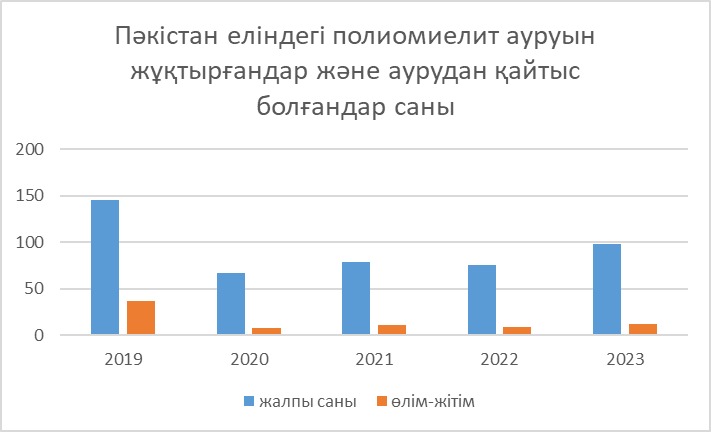 Пәкістан еліндегі полиомиелит ауруын
жұқтырғандар және аурудан қайтыс
болғандар саны
200
150
100
50
0
2019 2020 2021 2022 2023
жалпы саны өлім-жітім